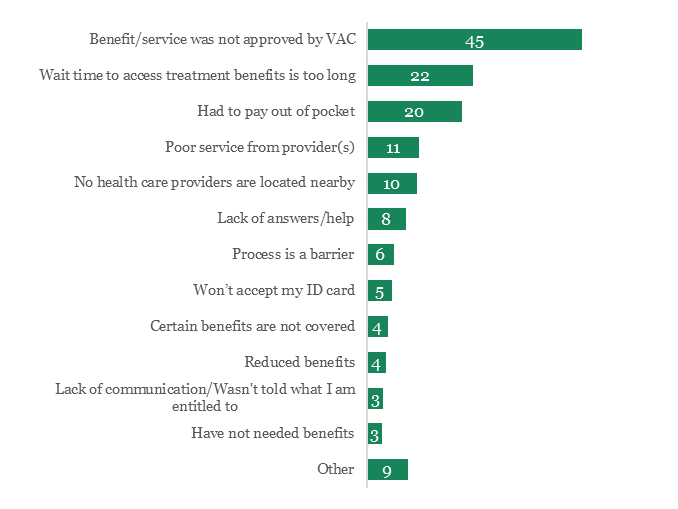 Benefit/service was not approved by VAC 45
Wait time to access treatment benefits is too long 22
Had to pay out of pocket 20
Poor service from provider(s) 11
No health care providers are located nearby 10
Lack of answers/help 8
Process is a barrier 6
Won’t accept my ID card 5
Certain benefits are not covered 4
Reduced benefits 4
Lack of communication/Wasn't told what I am
entitled to 3
Have not needed benefits 3
Other 9